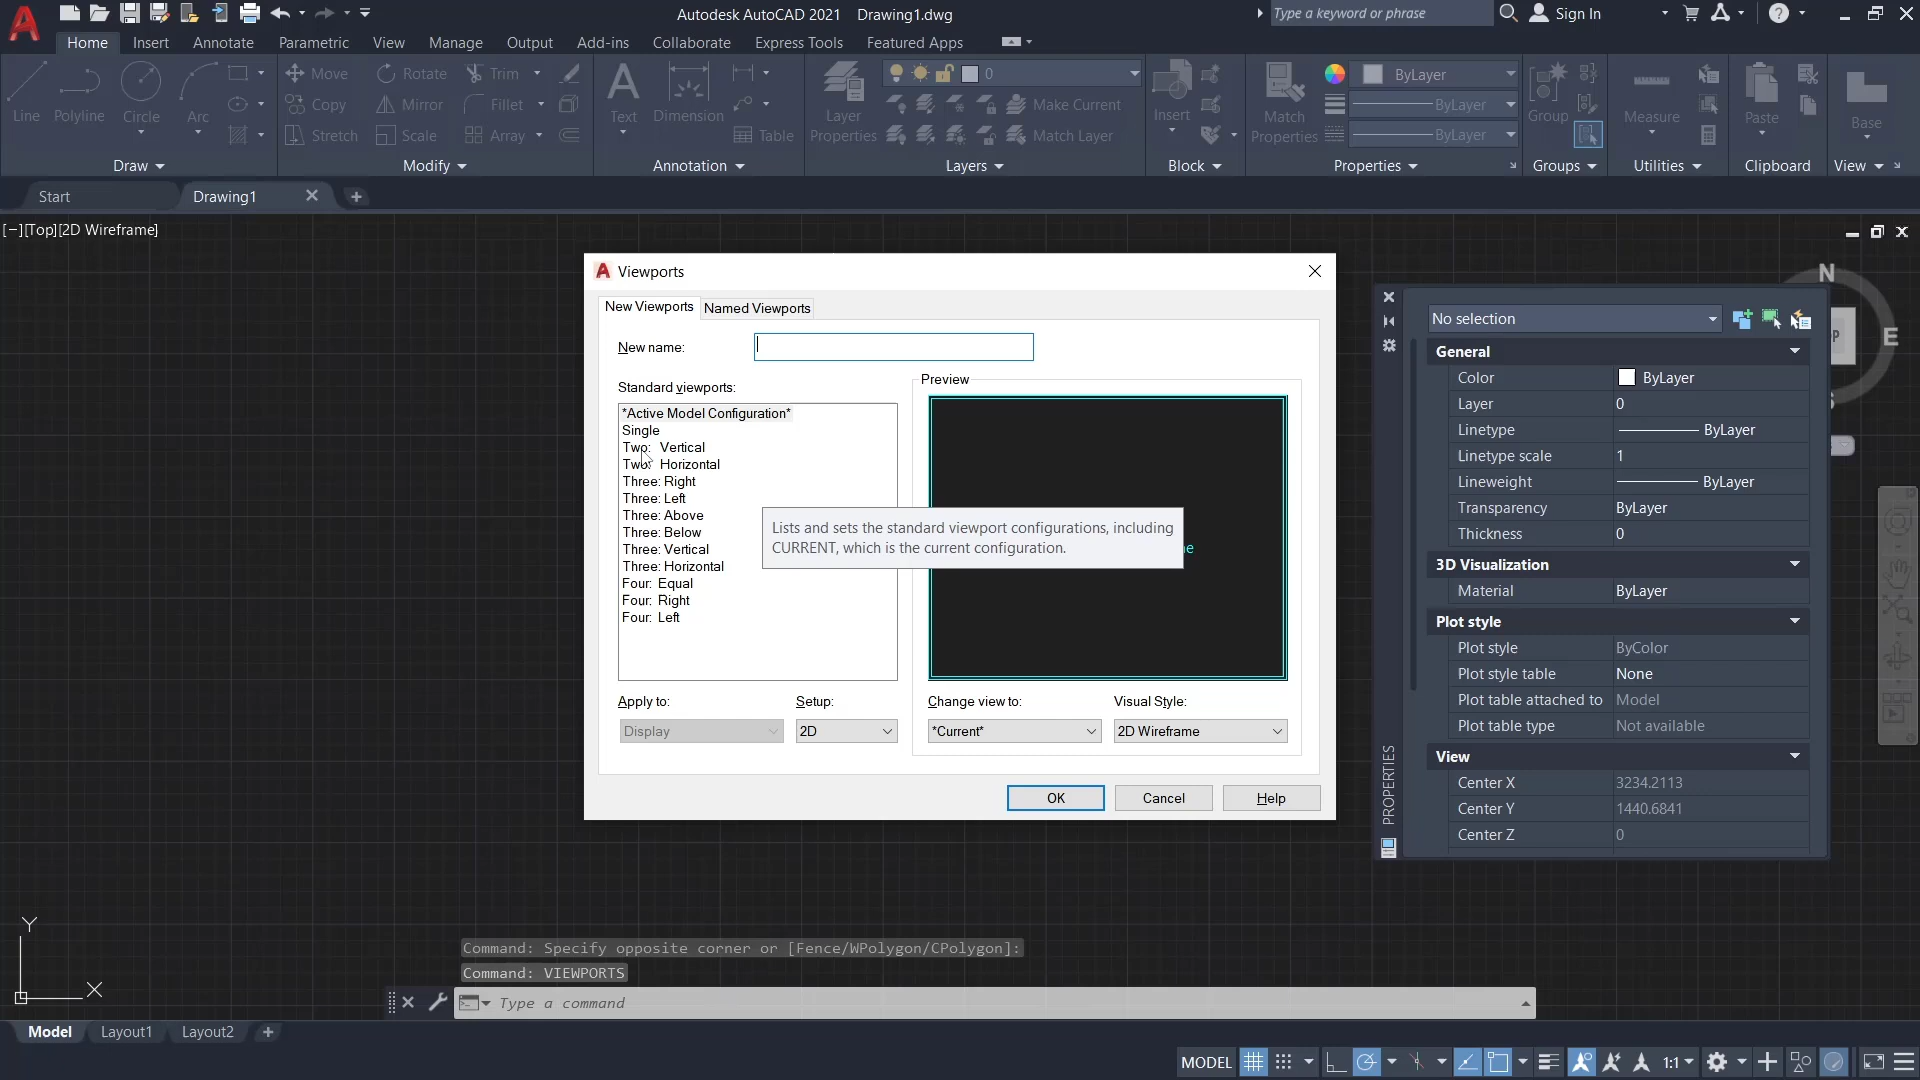 Autodesk AutoCAD 2021 Drawing1.dwg
Type a keyword or phrase
Sign In
Home Insert Annotate Parametric View Manage Output Add-ins Collaborate Express Tools Featured Apps
Line Polyline Circle Arc
Move Rotate Trim
Copy Mirror Fillet
Stretch Scale Array
Text Dimension Table
Layer Properties
0
Make Current
Match Layer
Insert
Match Properties
ByLayer
ByLayer
ByLayer
Group
Measure
Paste
Base
Draw Modify Annotation Layers Block Properties Groups Utilities Clipboard View
Start Drawing1
[−][Top][2D Wireframe]
Viewports
New Viewports Named Viewports
New name:
Standard viewports:
*Active Model Configuration*
Single
Two: Vertical
Two: Horizontal
Three: Right
Three: Left
Three: Above
Three: Below
Three: Vertical
Three: Horizontal
Four: Equal
Four: Right
Four: Left
Preview
Lists and sets the standard viewport configurations, including
CURRENT, which is the current configuration.
Apply to: Setup: Change view to: Visual Style:
Display 2D *Current* 2D Wireframe
OK Cancel Help
N
E
No selection
General
Color ByLayer
Layer 0
Linetype ByLayer
Linetype scale 1
Lineweight ByLayer
Transparency ByLayer
Thickness 0
3D Visualization
Material ByLayer
Plot style
Plot style ByColor
Plot style table None
Plot table attached to Model
Plot table type Not available
View
Center X 3234.2113
Center Y 1440.6841
Center Z 0
PROPERTIES
Y
X
Command: Specify opposite corner or [Fence/WPolygon/CPolygon]:
Command: VIEWPORTS
Type a command
Model Layout1 Layout2
MODEL 1:1